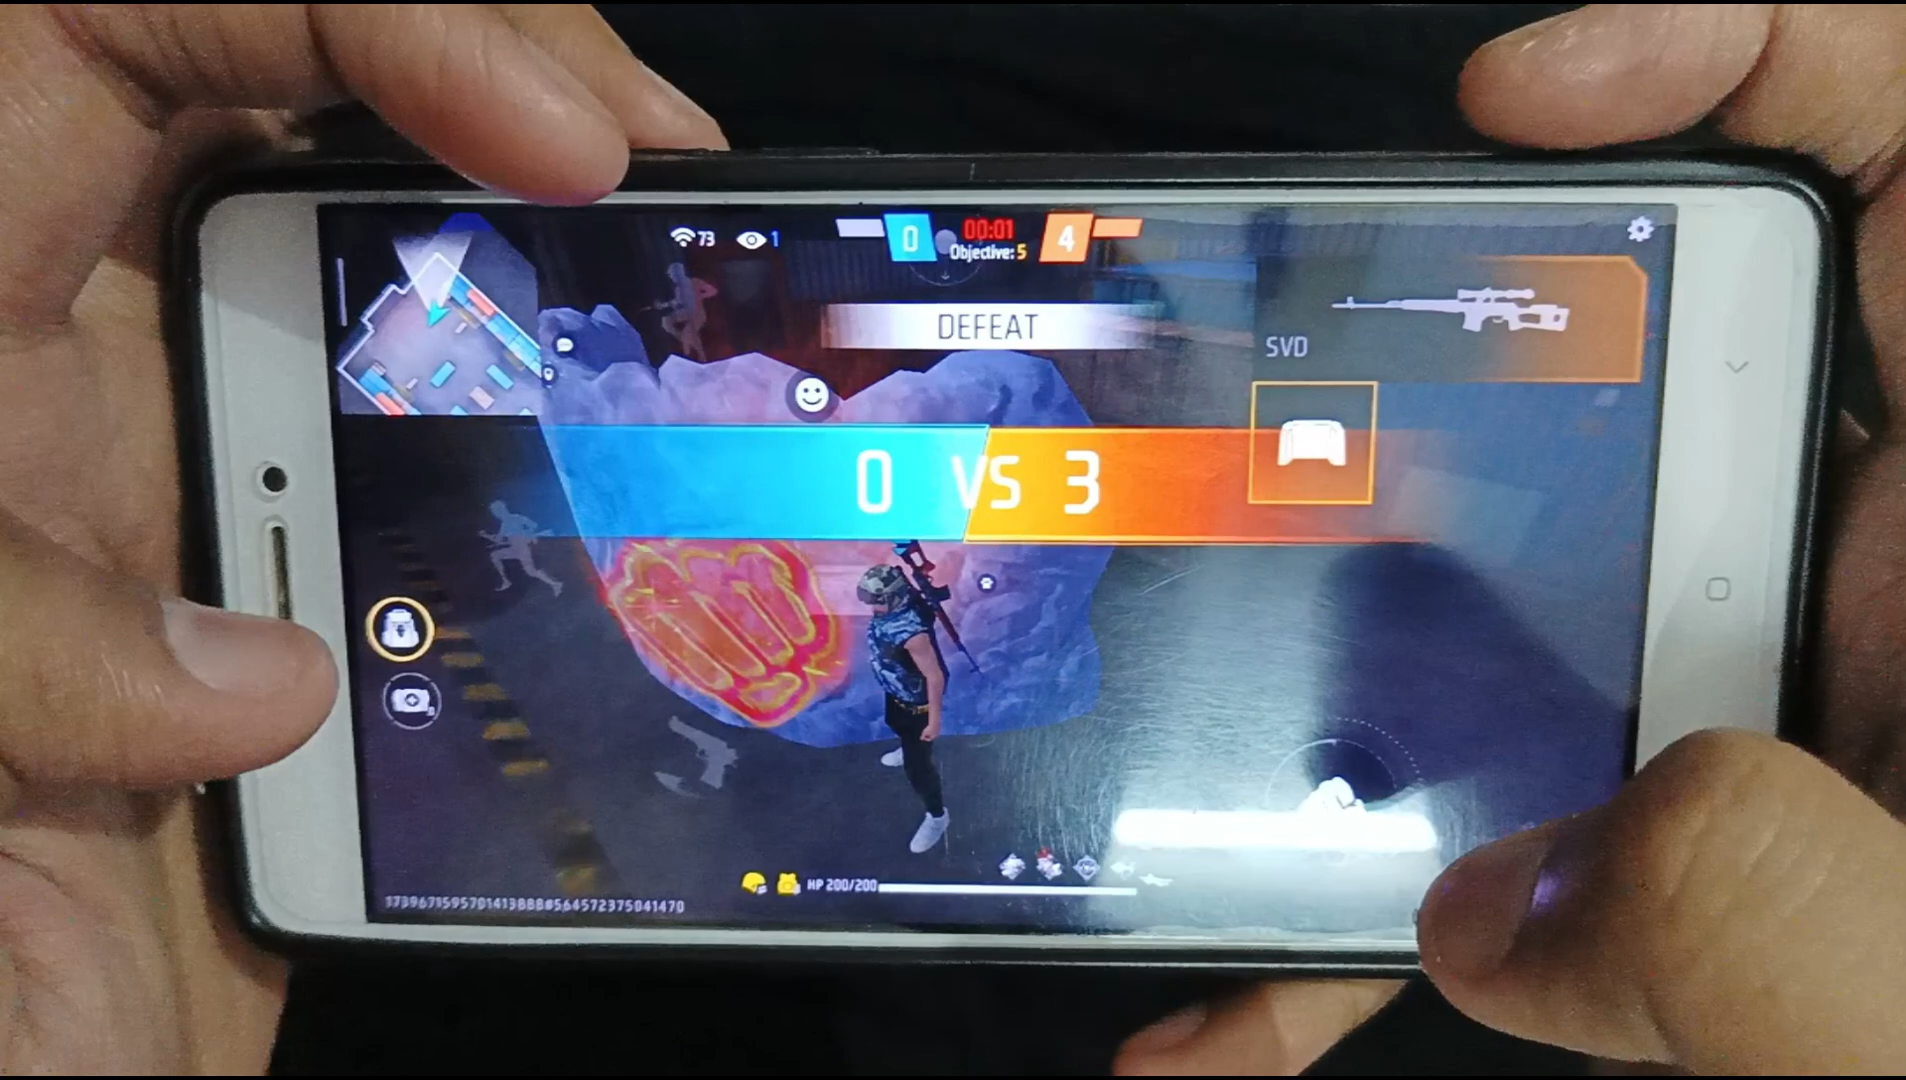 73
1
0
00:01
4
Objective: 5
DEFEAT
SVD
0 VS 3
HP 200/200